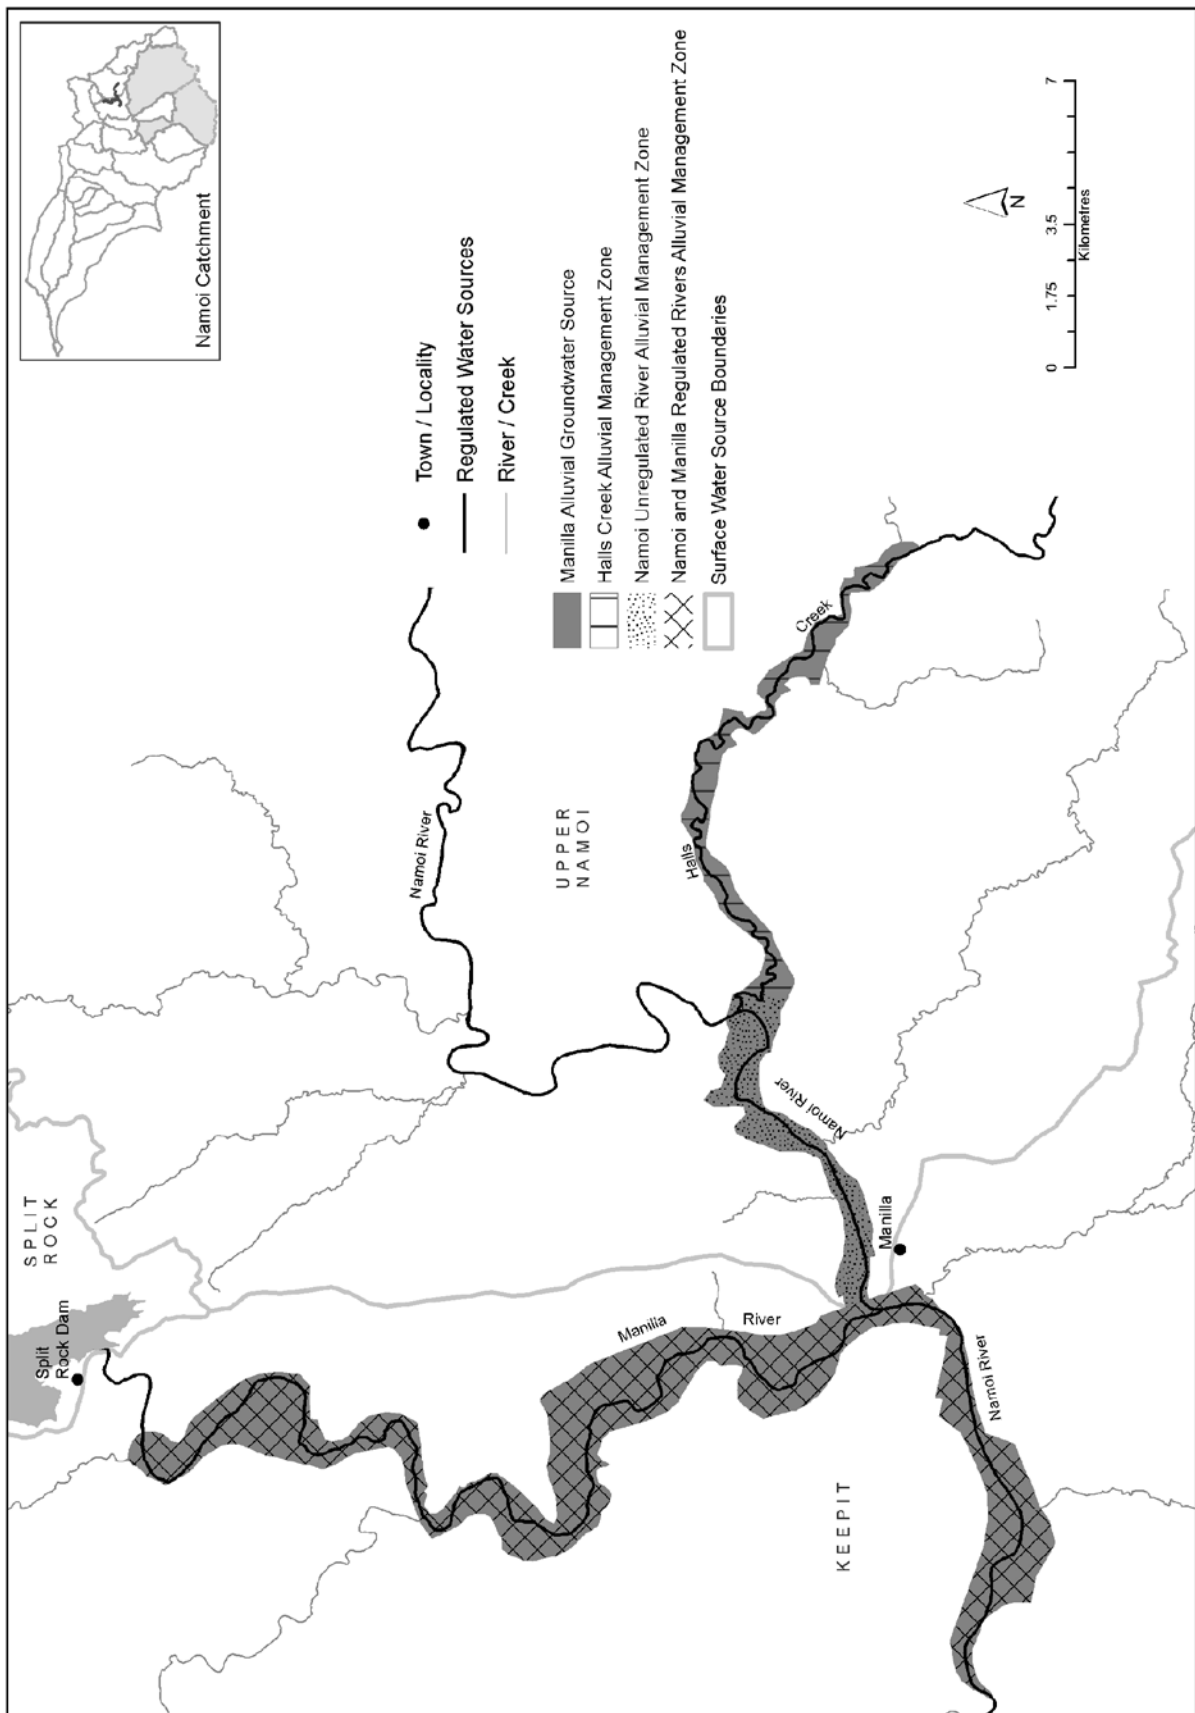 Namoi Catchment
Town / Locality
Regulated Water Sources
River / Creek
Manilla Alluvial Groundwater Source
Halls Creek Alluvial Management Zone
Namoi Unregulated River Alluvial Management Zone
Namoi and Manilla Regulated Rivers Alluvial Management Zone
Surface Water Source Boundaries
0
1.75
3.5
7
Kilometres
N
SPLIT
ROCK
Split
Rock Dam
Namoi River
UPPER
NAMOI
Halls
Creek
Namoi River
Manilla
Manilla
River
Namoi River
KEEPIT